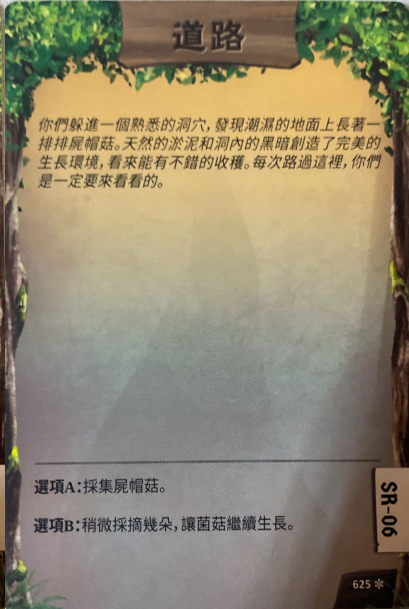 道路
你們躲進一個熟悉的洞穴,發現潮濕的地面上長著一
排排屍帽菇。天然的淤泥和洞內的黑暗創造了完美的
生長環境,看來能有不錯的收穫。每次路過這裡,你們
是一定要來看看的。
選項A:採集屍帽菇。
選項B:稍微採摘幾朵,讓菌菇繼續生長。
SR-06
625